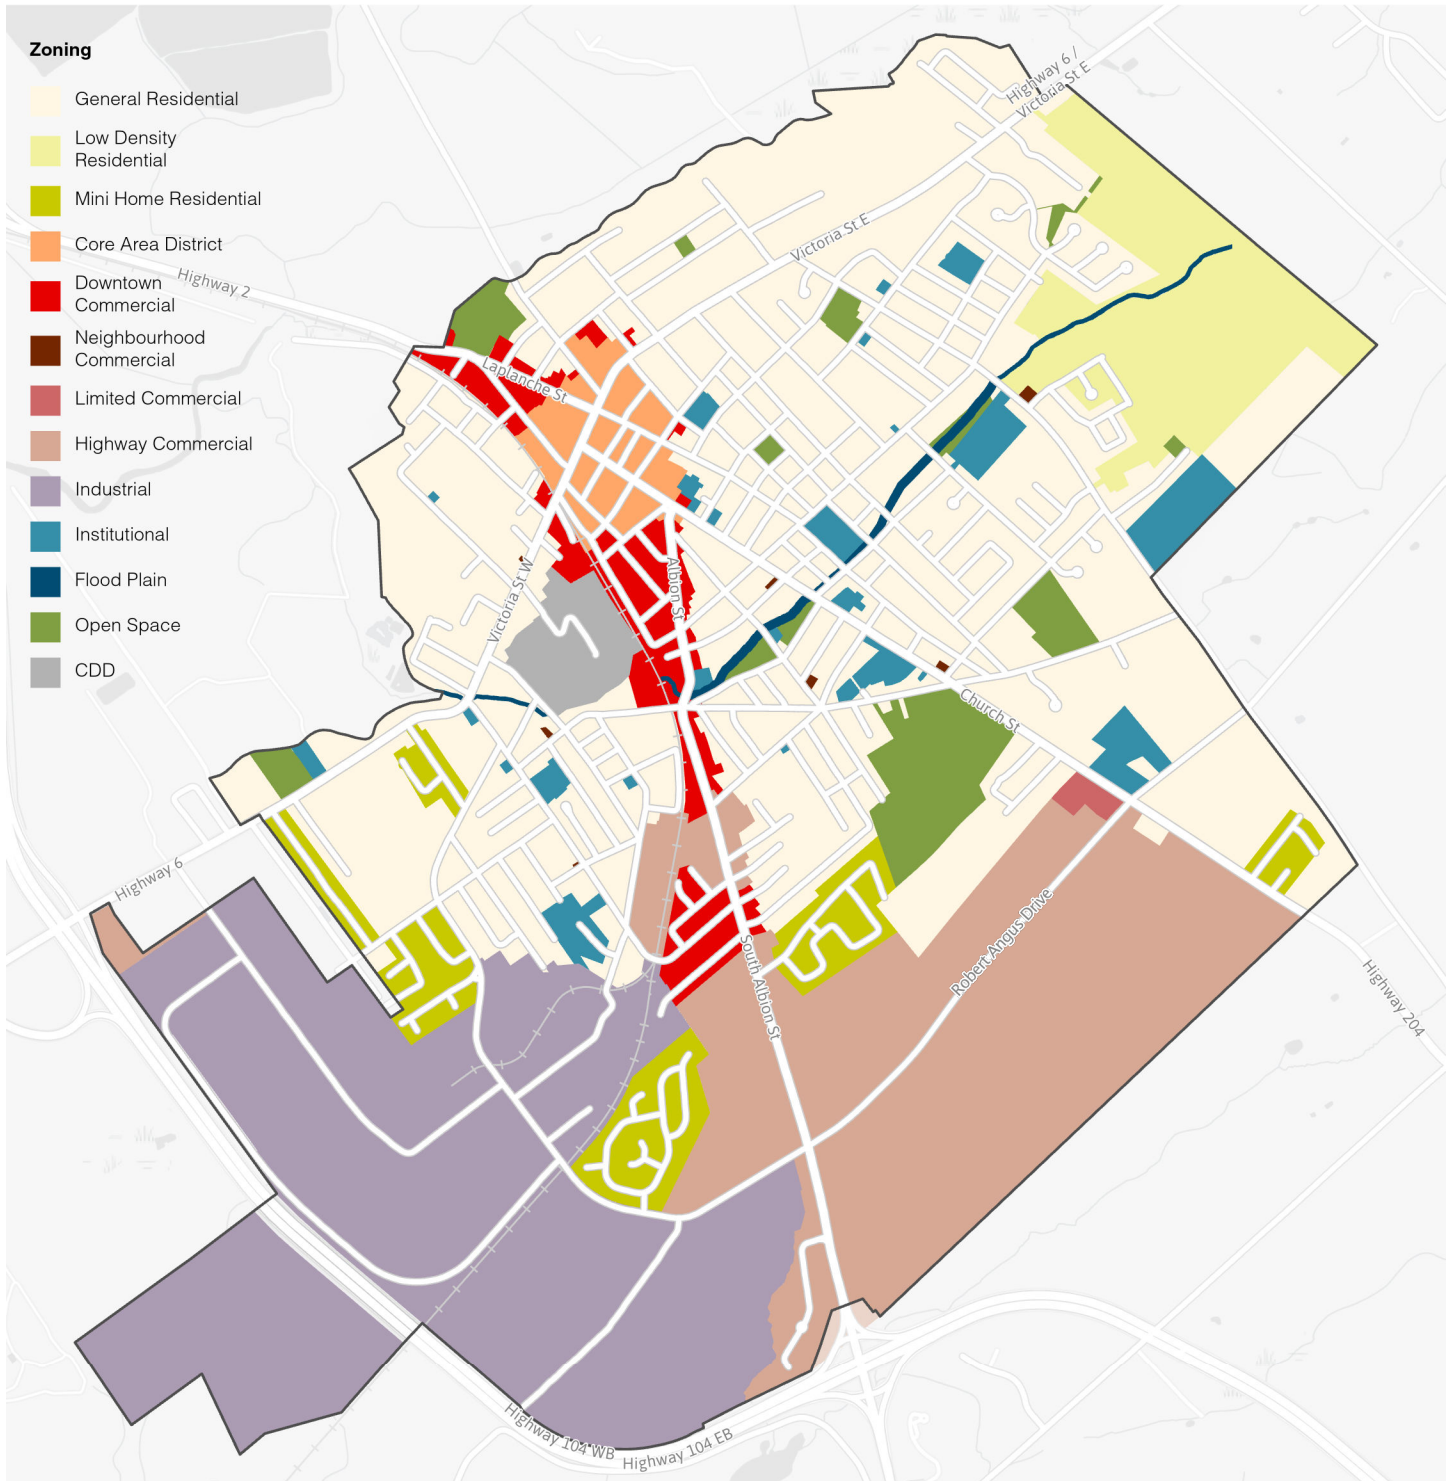 Zoning
General Residential
Low Density
Residential
Mini Home Residential
Core Area District
Downtown
Commercial
Neighbourhood
Commercial
Limited Commercial
Highway Commercial
Industrial
Institutional
Flood Plain
Open Space
CDD
Highway 6 /
Victoria St E
Victoria St E
Highway 2
Laplanche St
Albion St
Victoria St W
Church St
Highway 6
Robert Angus Drive
South Albion St
Highway 204
Highway 104 WB
Highway 104 EB